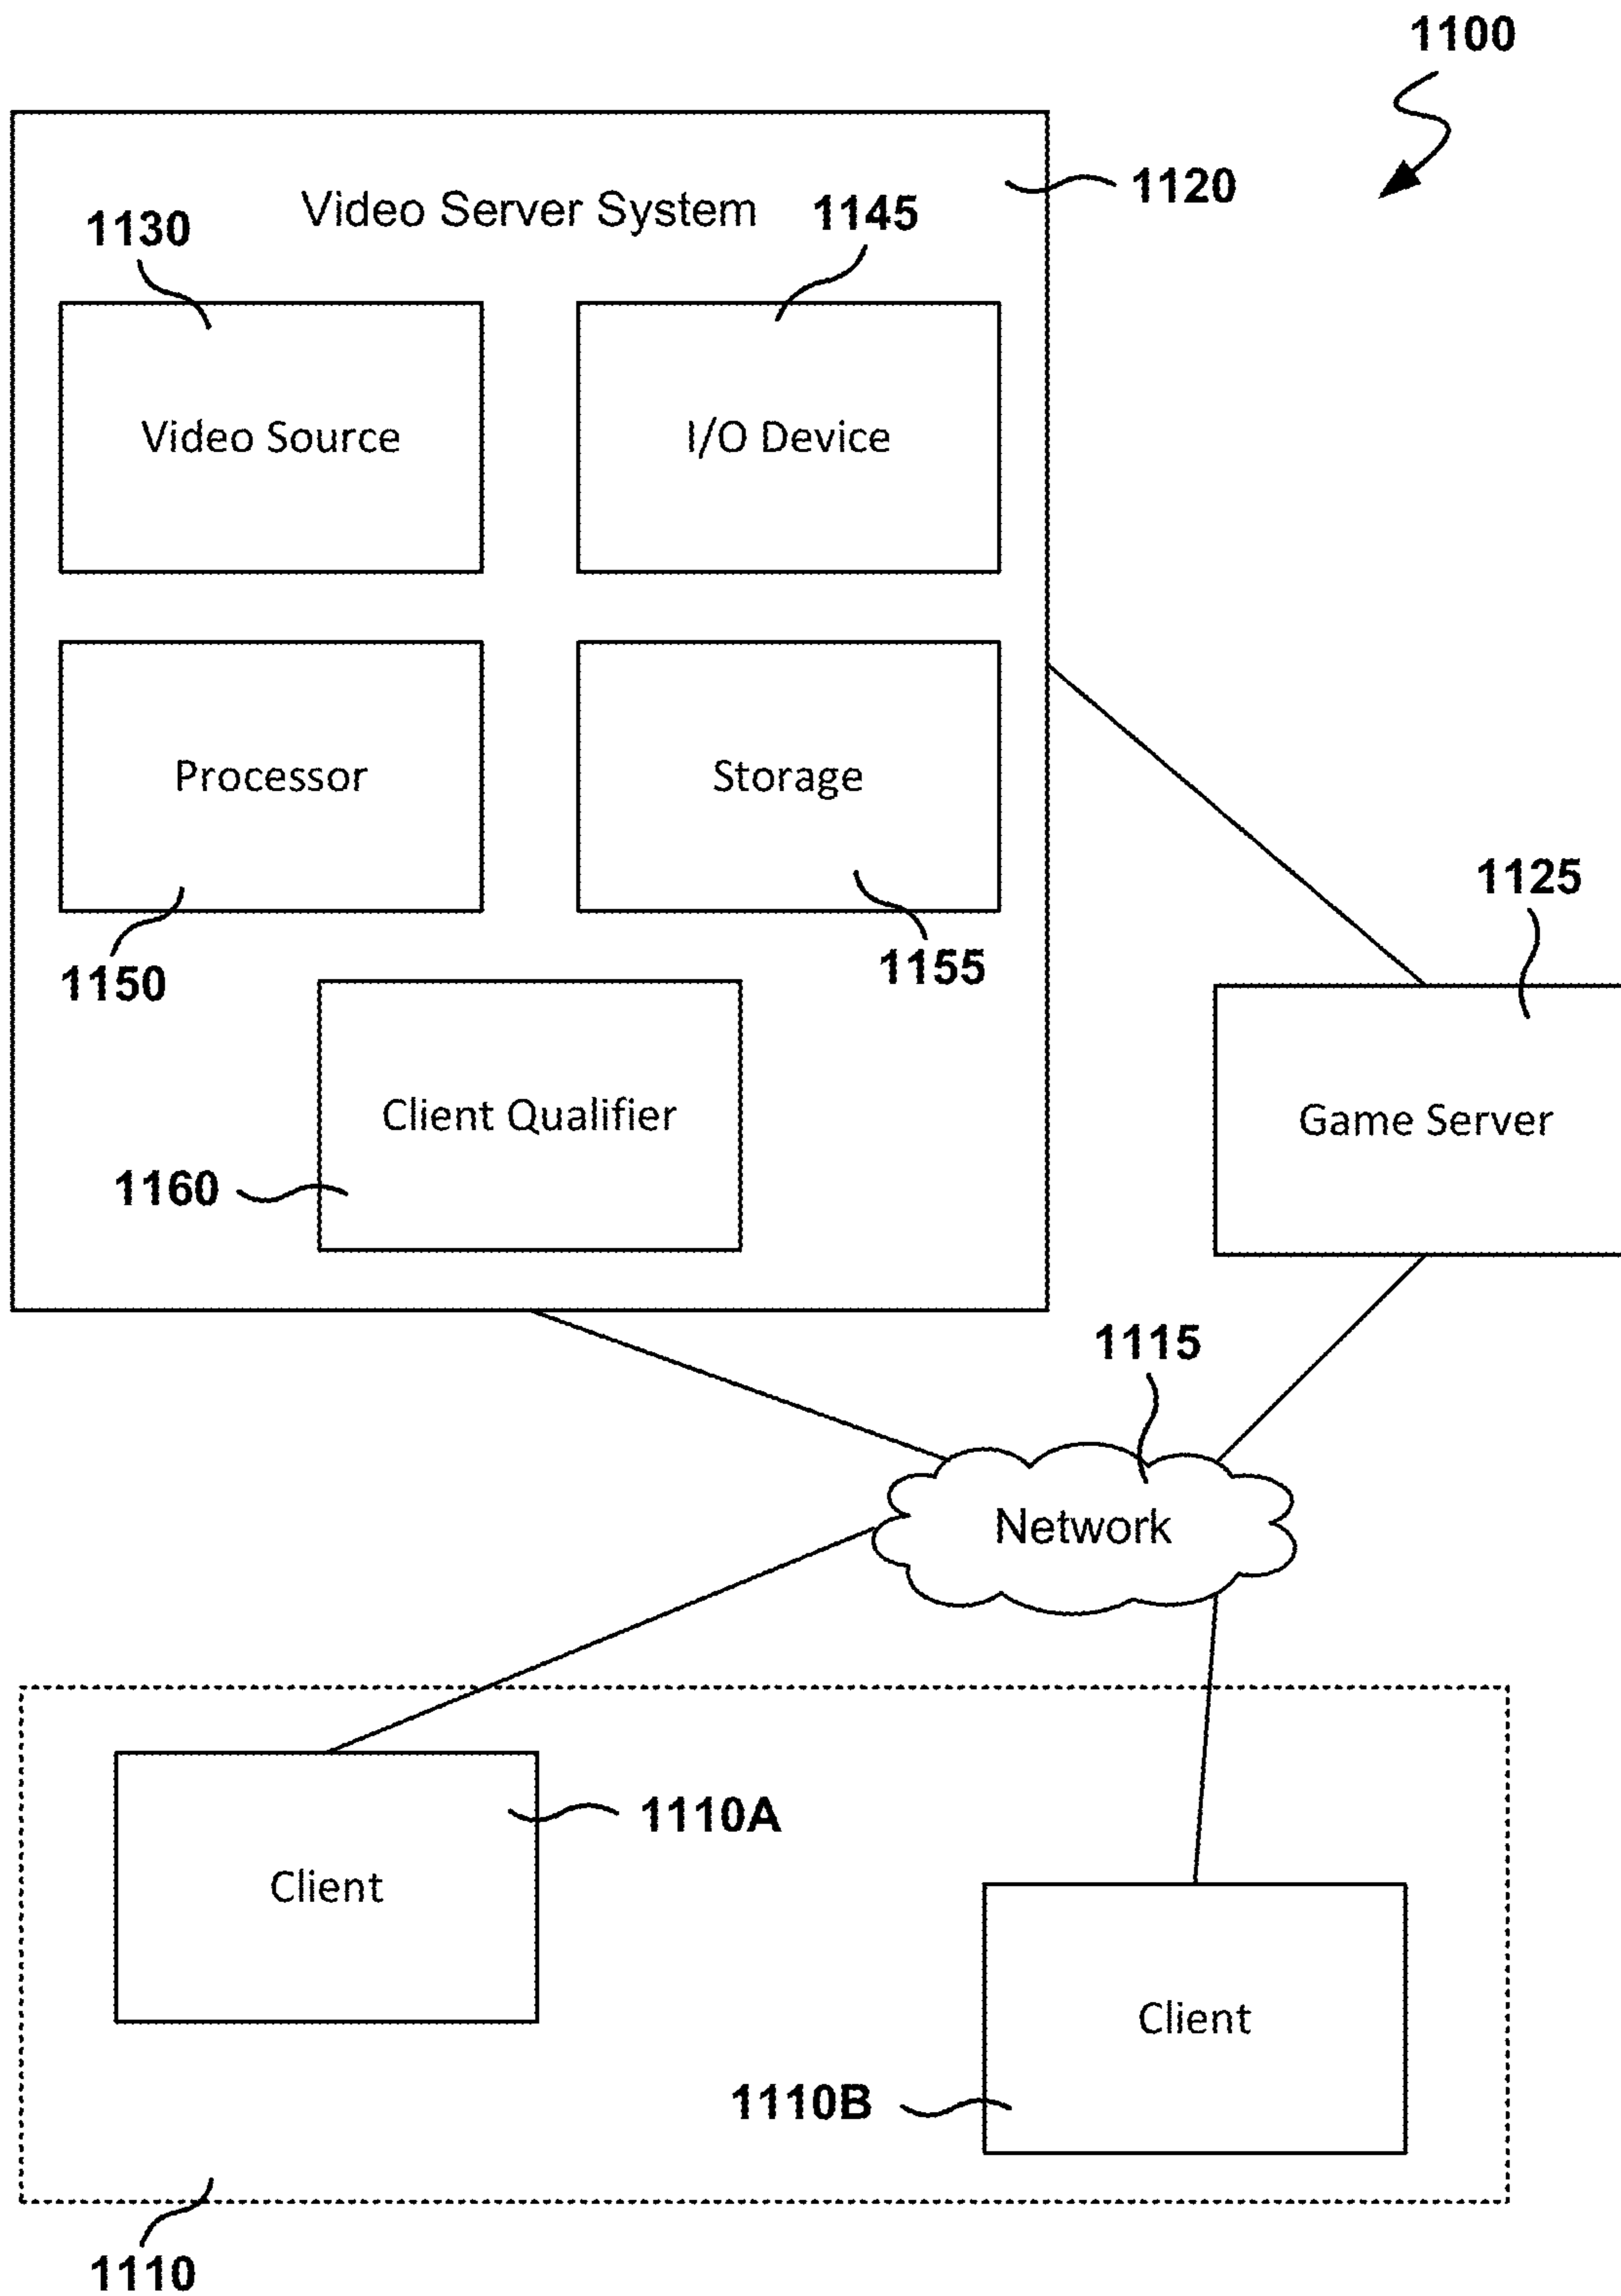 1100
1120
Video Server System
1130
1145
Video Source
I/O Device
Processor
Storage
1150
1155
1125
Client Qualifier
Game Server
1160
1115
Network
1110A
Client
Client
1110B
1110